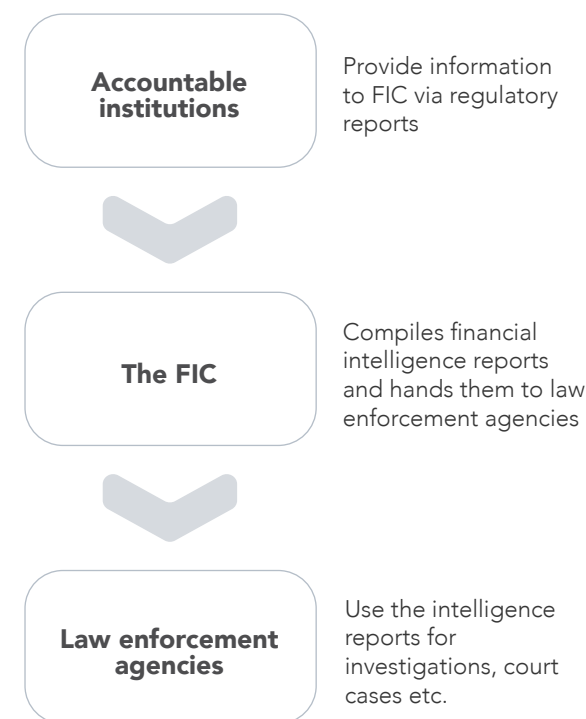 Accountable
institutions
Provide information
to FIC via regulatory
reports
The FIC
Compiles financial
intelligence reports
and hands them to law
enforcement agencies
Law enforcement
agencies
Use the intelligence
reports for
investigations, court
cases etc.